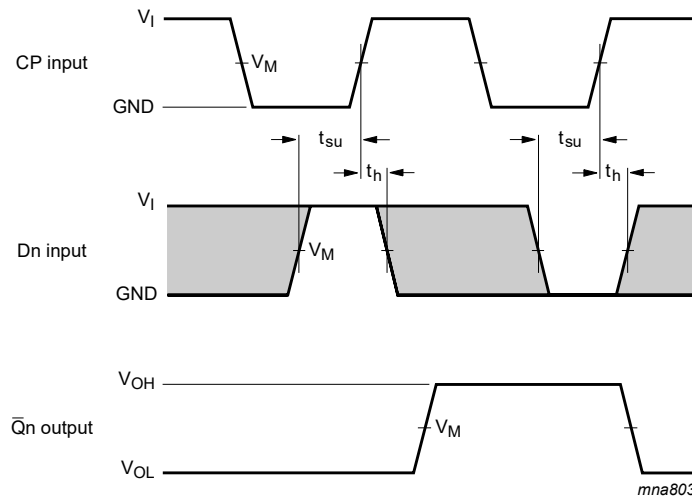 V_I
CP input
V_M
GND
t_su
t_su
t_h
t_h
V_I
Dn input
V_M
GND
V_OH
Q̄n output
V_M
V_OL
mna803